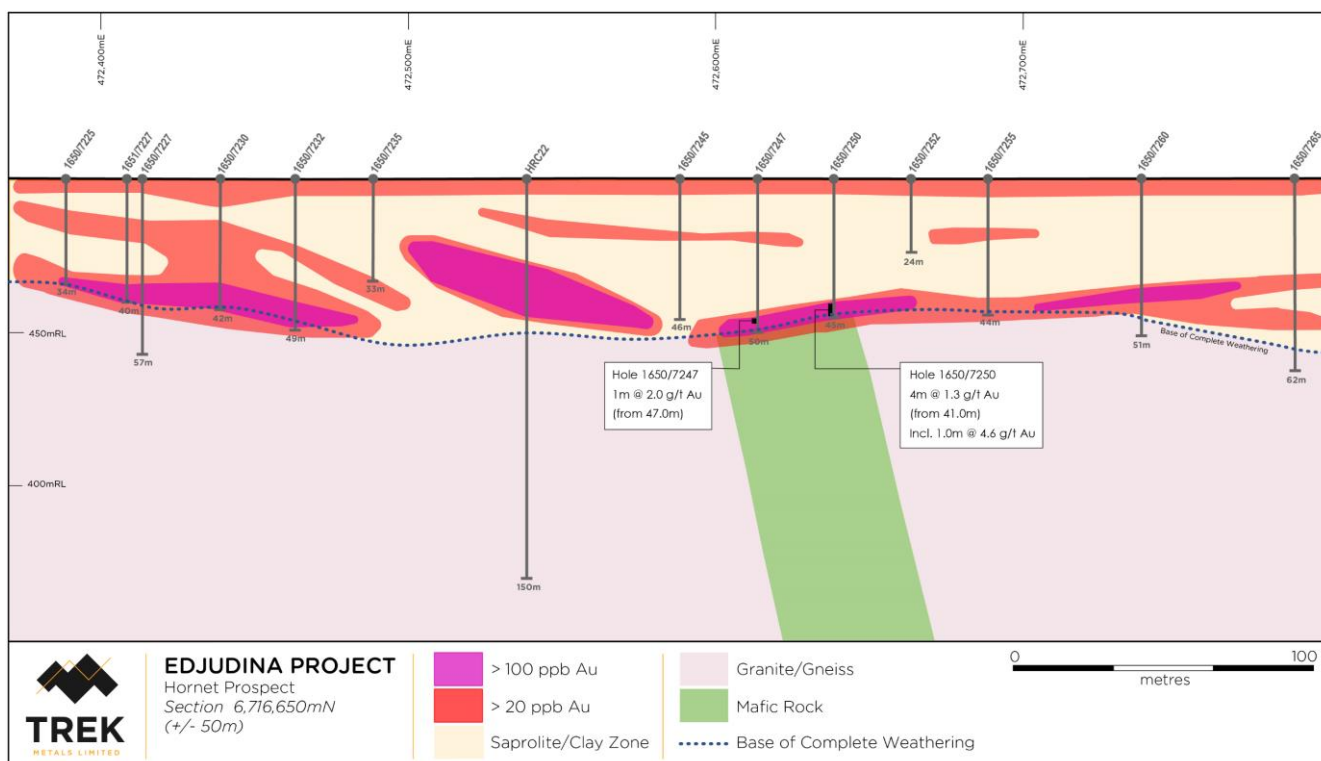 472,400mE
472,500mE
472,600mE
472,700mE
1650/7225
1651/7227
1650/7227
1650/7230
1650/7232
1650/7235
HRC22
1650/7245
1650/7247
1650/7250
1650/7252
1650/7255
1650/7260
1650/7265
34m
40m
57m
42m
49m
33m
150m
46m
50m
45m
24m
44m
51m
62m
450mRL
400mRL
Base of Complete Weathering
Hole 1650/7247
1m @ 2.0 g/t Au
(from 47.0m)
Hole 1650/7250
4m @ 1.3 g/t Au
(from 41.0m)
Incl. 1.0m @ 4.6 g/t Au
TREK
METALS LIMITED
EDJUDINA PROJECT
Hornet Prospect
Section 6,716,650mN
(+/- 50m)
> 100 ppb Au
> 20 ppb Au
Saprolite/Clay Zone
Granite/Gneiss
Mafic Rock
Base of Complete Weathering
0 100
metres